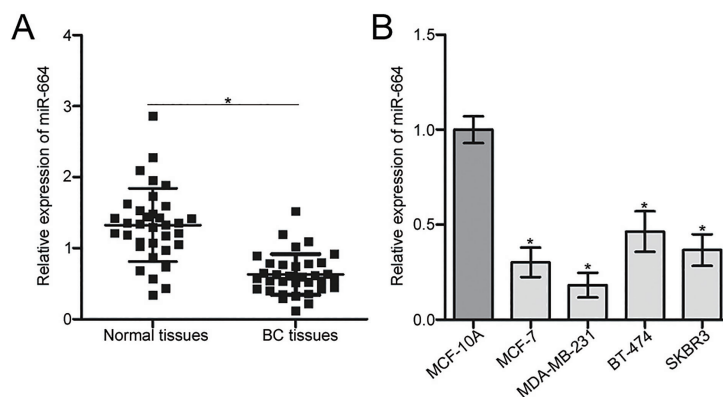 A
Relative expression of miR-664
4
3
2
1
0
*
Normal tissues
BC tissues
B
Relative expression of miR-664
1.5
1.0
0.5
0.0
*
*
*
*
MCF-10A
MCF-7
MDA-MB-231
BT-474
SKBR3